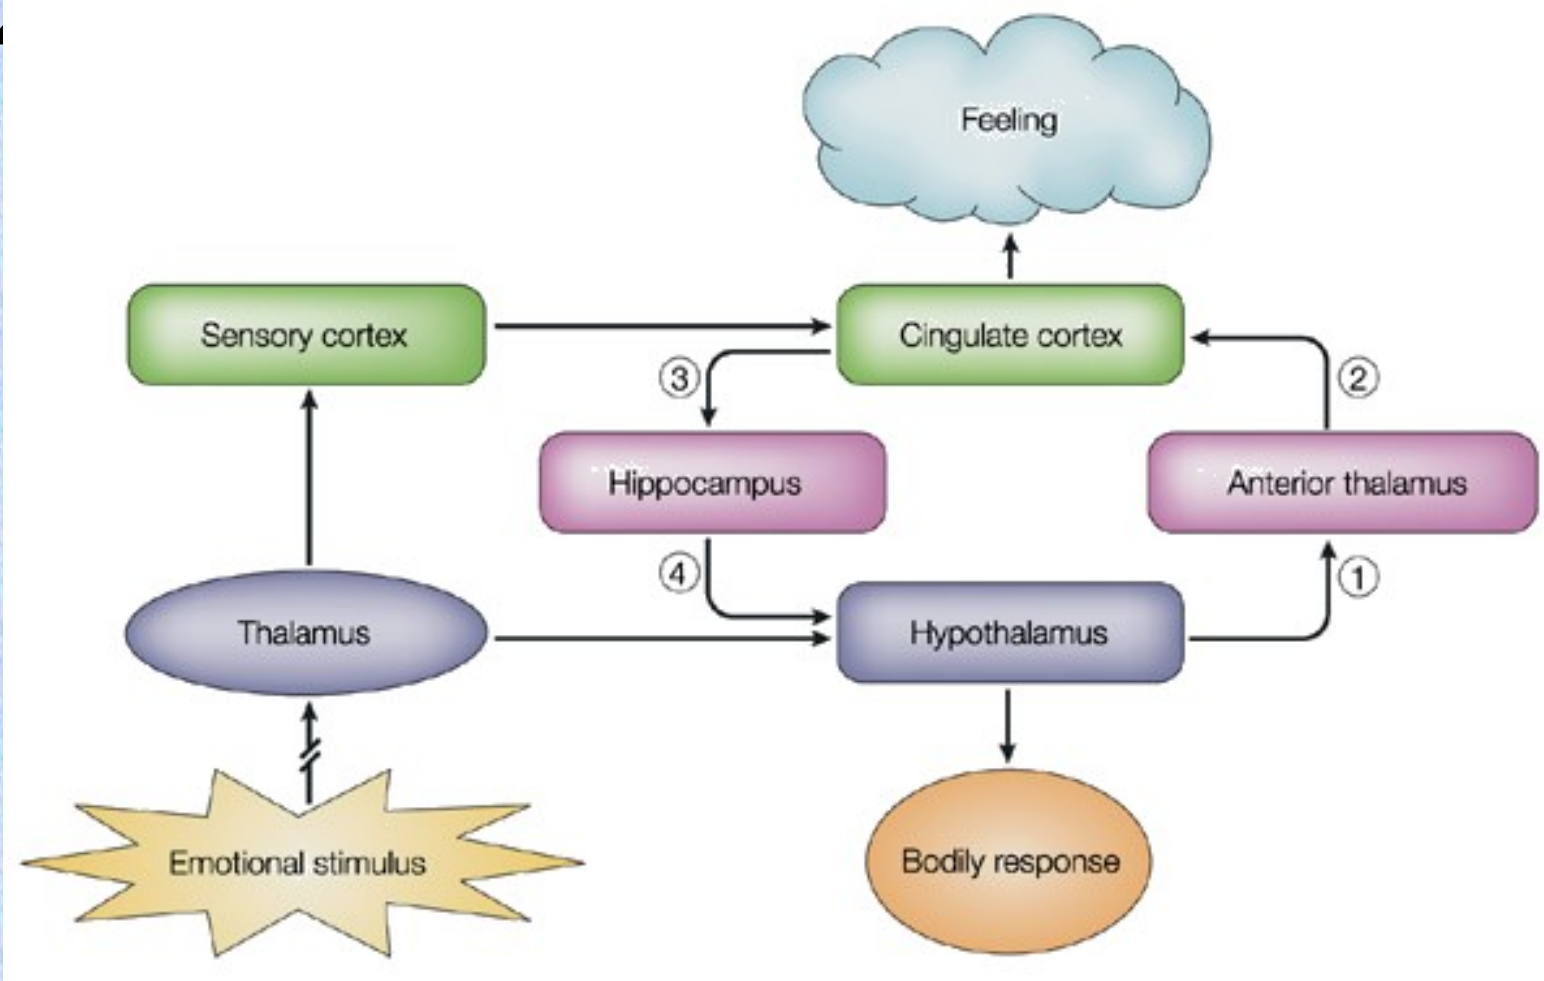 Feeling
Sensory cortex
Cingulate cortex
3
2
Hippocampus
Anterior thalamus
4
1
Thalamus
Hypothalamus
Emotional stimulus
Bodily response